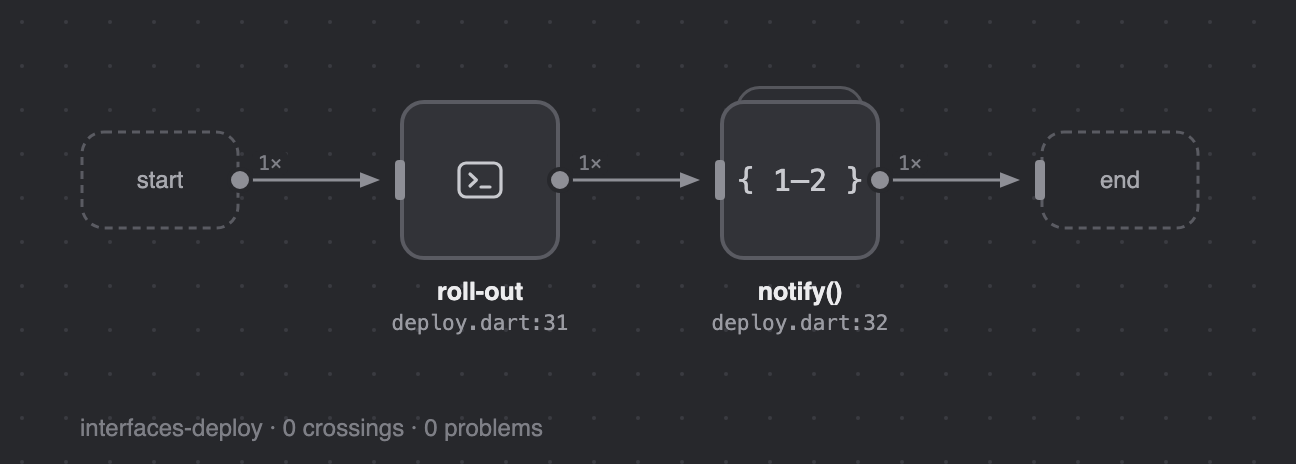 start
1×
1×
{ 1–2 }
1×
end
roll-out
deploy.dart:31
notify()
deploy.dart:32
interfaces-deploy · 0 crossings · 0 problems